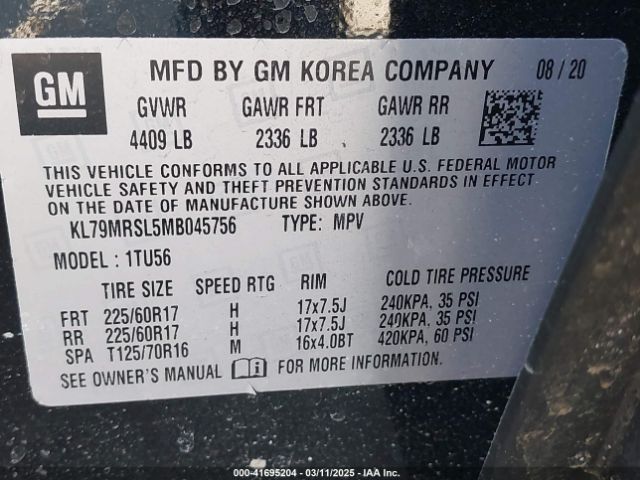 GM MFD BY GM KOREA COMPANY 08/20
GVWR GAWR FRT GAWR RR
4409 LB 2336 LB 2336 LB
THIS VEHICLE CONFORMS TO ALL APPLICABLE U.S. FEDERAL MOTOR
VEHICLE SAFETY AND THEFT PREVENTION STANDARDS IN EFFECT
ON THE DATE OF MANUFACTURE SHOWN ABOVE.
KL79MRSL5MB045756 TYPE: MPV
MODEL: 1TU56
TIRE SIZE SPEED RTG RIM COLD TIRE PRESSURE
FRT 225/60R17 H 17x7.5J 240KPA, 35 PSI
RR 225/60R17 H 17x7.5J 240KPA, 35 PSI
SPA T125/70R16 M 16x4.0BT 420KPA, 60 PSI
SEE OWNER'S MANUAL FOR MORE INFORMATION.
000-41695204 - 03/11/2025 - IAA Inc.